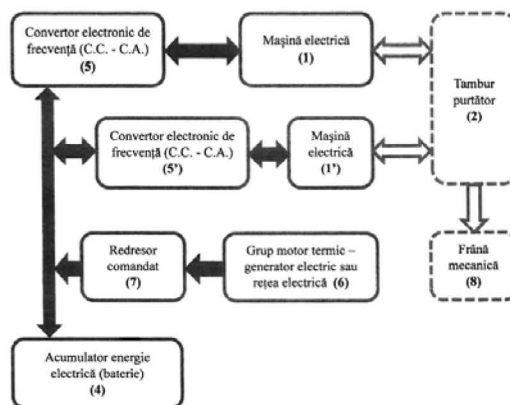 Convertor electronic de
frecvență (C.C. - C.A.)
(5)
Mașină electrică
(1)
Tambur
purtător
(2)
Convertor electronic de
frecvență (C.C. - C.A.)
(5’)
Mașină
electrică
(1’)
Redresor
comandat
(7)
Grup motor termic –
generator electric sau
rețea electrică (6)
Frână
mecanică
(8)
Acumulator energie
electrică (baterie)
(4)